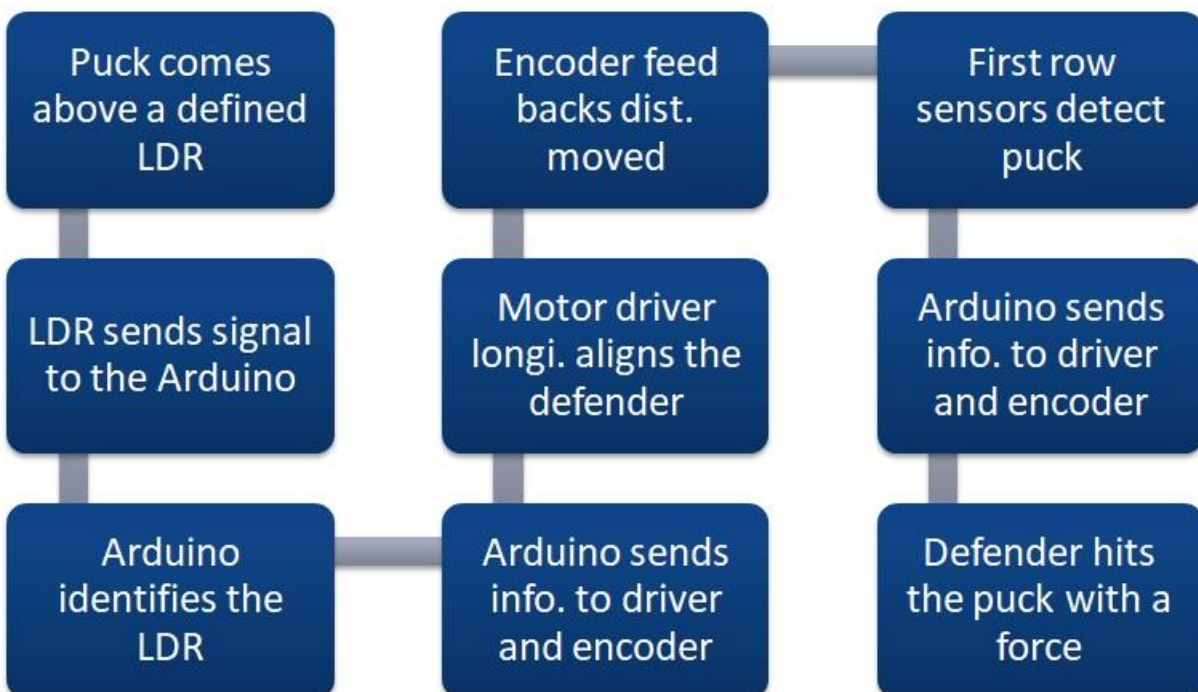 Puck comes
above a defined
LDR
LDR sends signal
to the Arduino
Arduino
identifies the
LDR
Arduino sends
info. to driver
and encoder
Motor driver
longi. aligns the
defender
Encoder feed
backs dist.
moved
First row
sensors detect
puck
Arduino sends
info. to driver
and encoder
Defender hits
the puck with a
force